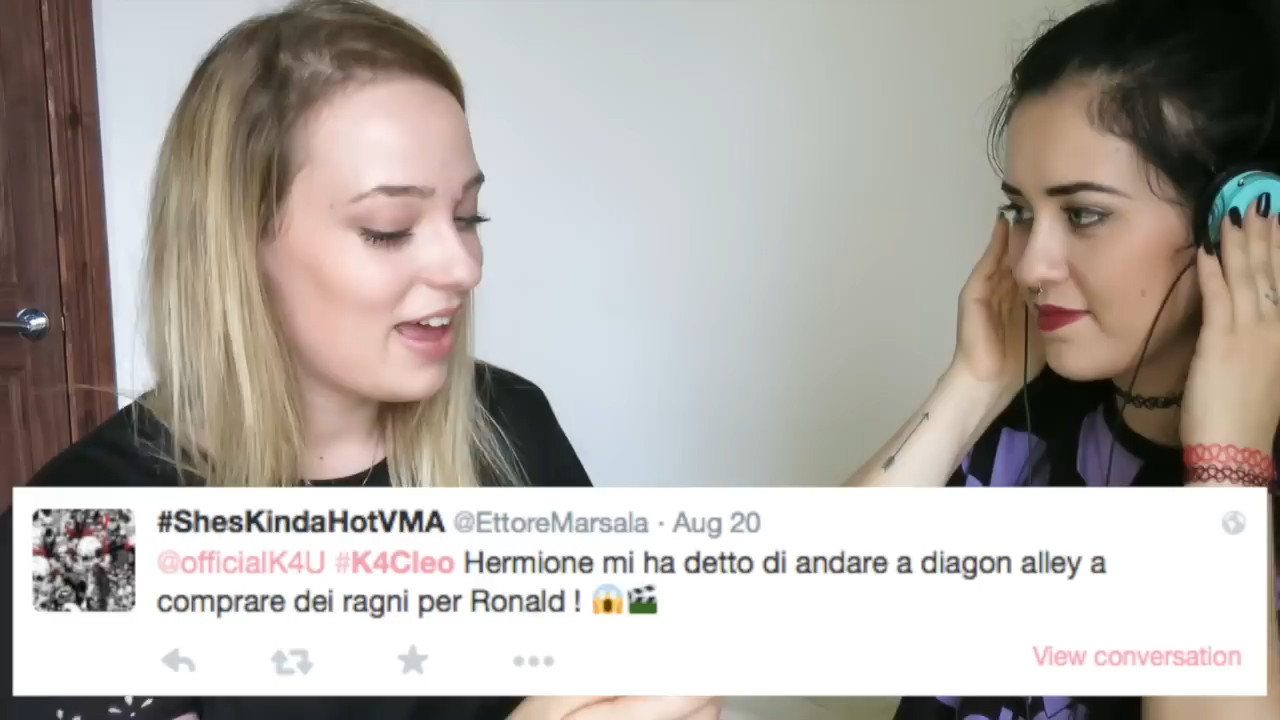 #ShesKindaHotVMA @EttoreMarsala · Aug 20
@officialK4U #K4Cleo Hermione mi ha detto di andare a diagon alley a
comprare dei ragni per Ronald ! 😱🎬
View conversation